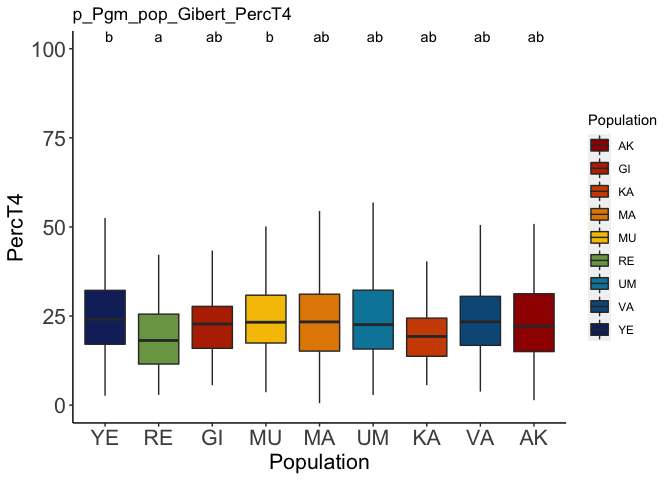 p_Pgm_pop_Gibert_PercT4
b a ab b ab ab ab ab ab
100
75
50
25
0
PercT4
YE RE GI MU MA UM KA VA AK
Population
Population
AK
GI
KA
MA
MU
RE
UM
VA
YE